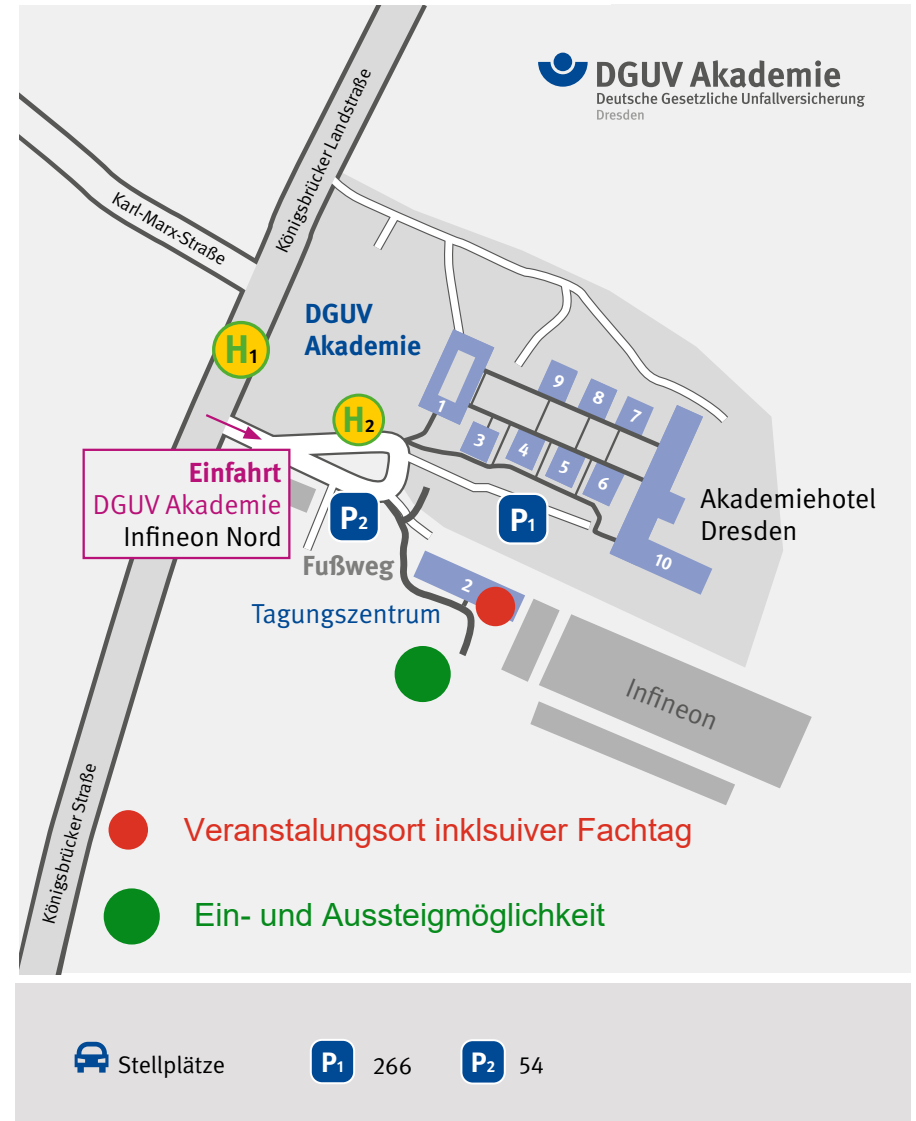 DGUV Akademie
Deutsche Gesetzliche Unfallversicherung
Dresden
Königsbrücker Landstraße
Karl-Marx-Straße
DGUV
Akademie
H1
H2
1
9
8
7
3
4
5
6
10
Einfahrt
DGUV Akademie
Infineon Nord
P2
P1
Akademiehotel
Dresden
Fußweg
2
Tagungszentrum
Infineon
Königsbrücker Straße
Veranstalungsort inklsuiver Fachtag
Ein- und Aussteigmöglichkeit
Stellplätze P1 266 P2 54